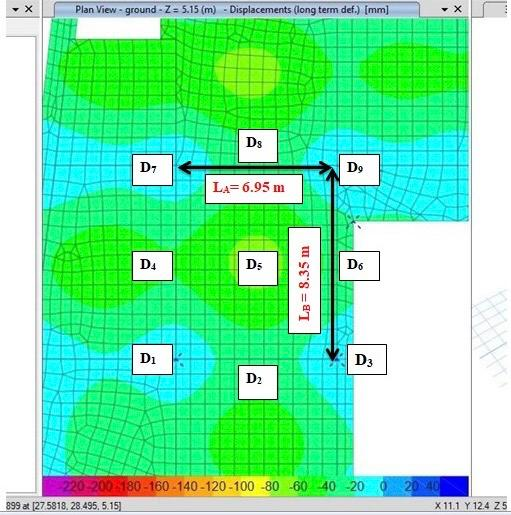 Plan View - ground - Z = 5.15 (m) - Displacements (long term def.) [mm]
D8
D7
D9
LA= 6.95 m
D4
D5
LB = 8.35 m
D6
D1
D2
D3
-220 -200 -180 -160 -140 -120 -100 -80 -60 -40 -20 0 20 40
899 at [27.5818, 28.495, 5.15]
X 11.1 Y 12.4 Z 5